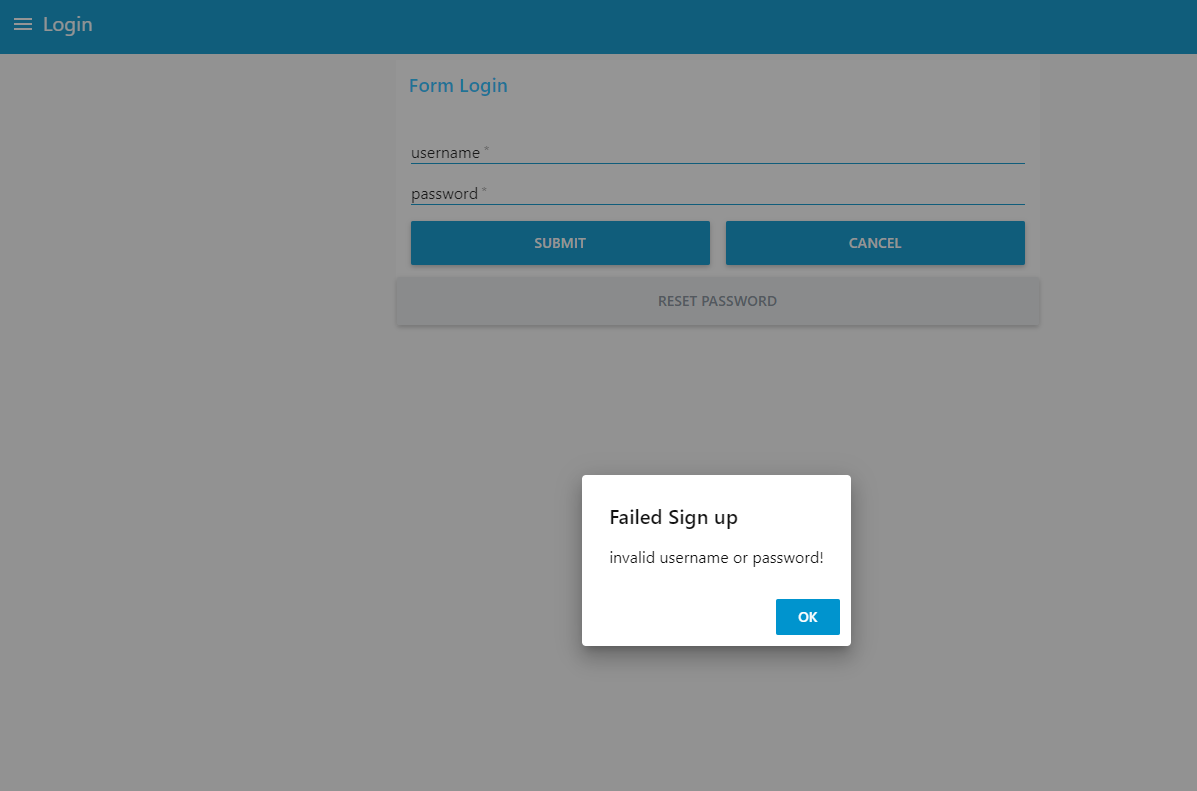 Login
Form Login
username *
password *
SUBMIT CANCEL
RESET PASSWORD
Failed Sign up
invalid username or password!
OK